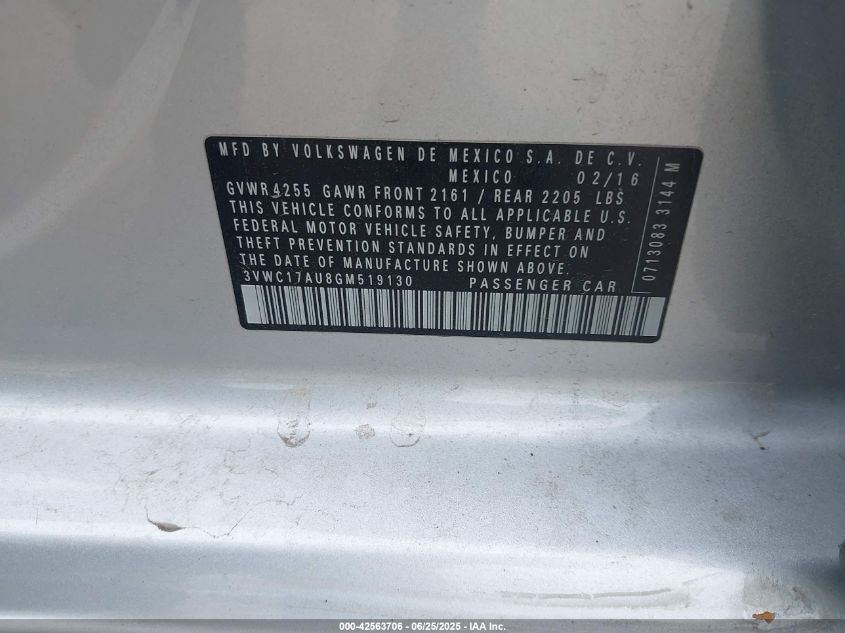 MFD BY VOLKSWAGEN DE MEXICO S.A. DE C.V.
MEXICO 02/16
GVWR 4255 GAWR FRONT 2161 / REAR 2205 LBS
THIS VEHICLE CONFORMS TO ALL APPLICABLE U.S.
FEDERAL MOTOR VEHICLE SAFETY, BUMPER AND
THEFT PREVENTION STANDARDS IN EFFECT ON
THE DATE OF MANUFACTURE SHOWN ABOVE.
3VWC17AU8GM519130 PASSENGER CAR
0713083 3144 M
000-42563706 - 06/25/2025 - IAA Inc.